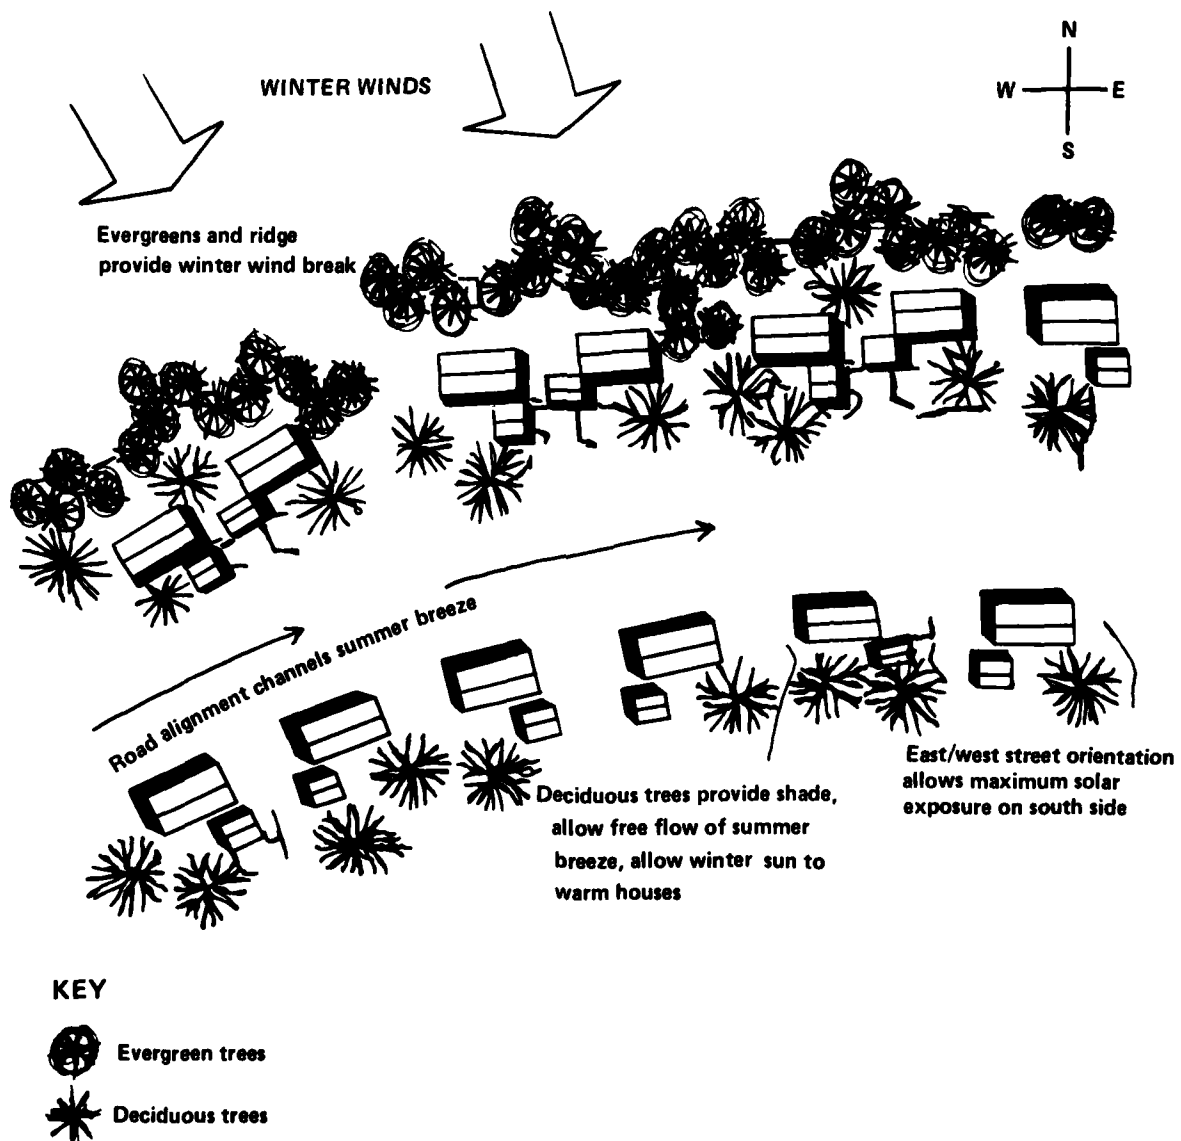 WINTER WINDS
N
W
E
S
Evergreens and ridge
provide winter wind break
Road alignment channels summer breeze
East/west street orientation
allows maximum solar
exposure on south side
Deciduous trees provide shade,
allow free flow of summer
breeze, allow winter sun to
warm houses
KEY
Evergreen trees
Deciduous trees